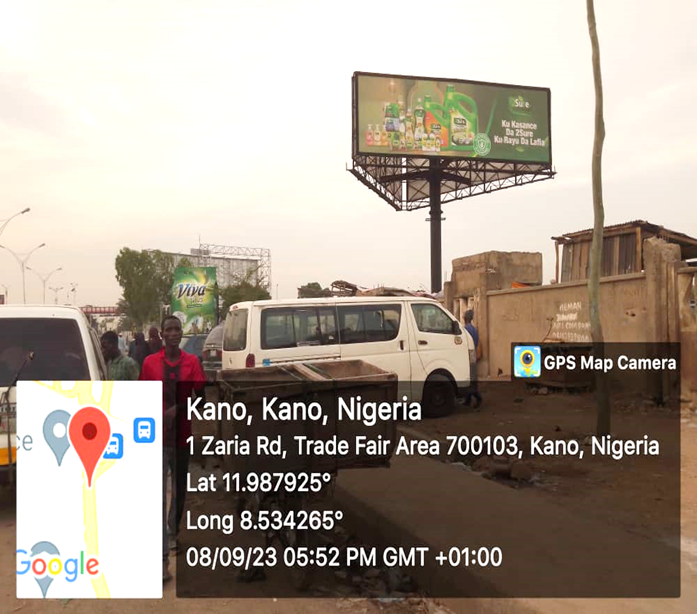 2Sure
Ku Kasance
Da 2Sure
Ku Rayu Da Lafia
Viva
GPS Map Camera
Kano, Kano, Nigeria
1 Zaria Rd, Trade Fair Area 700103, Kano, Nigeria
Lat 11.987925°
Long 8.534265°
08/09/23 05:52 PM GMT +01:00
Google